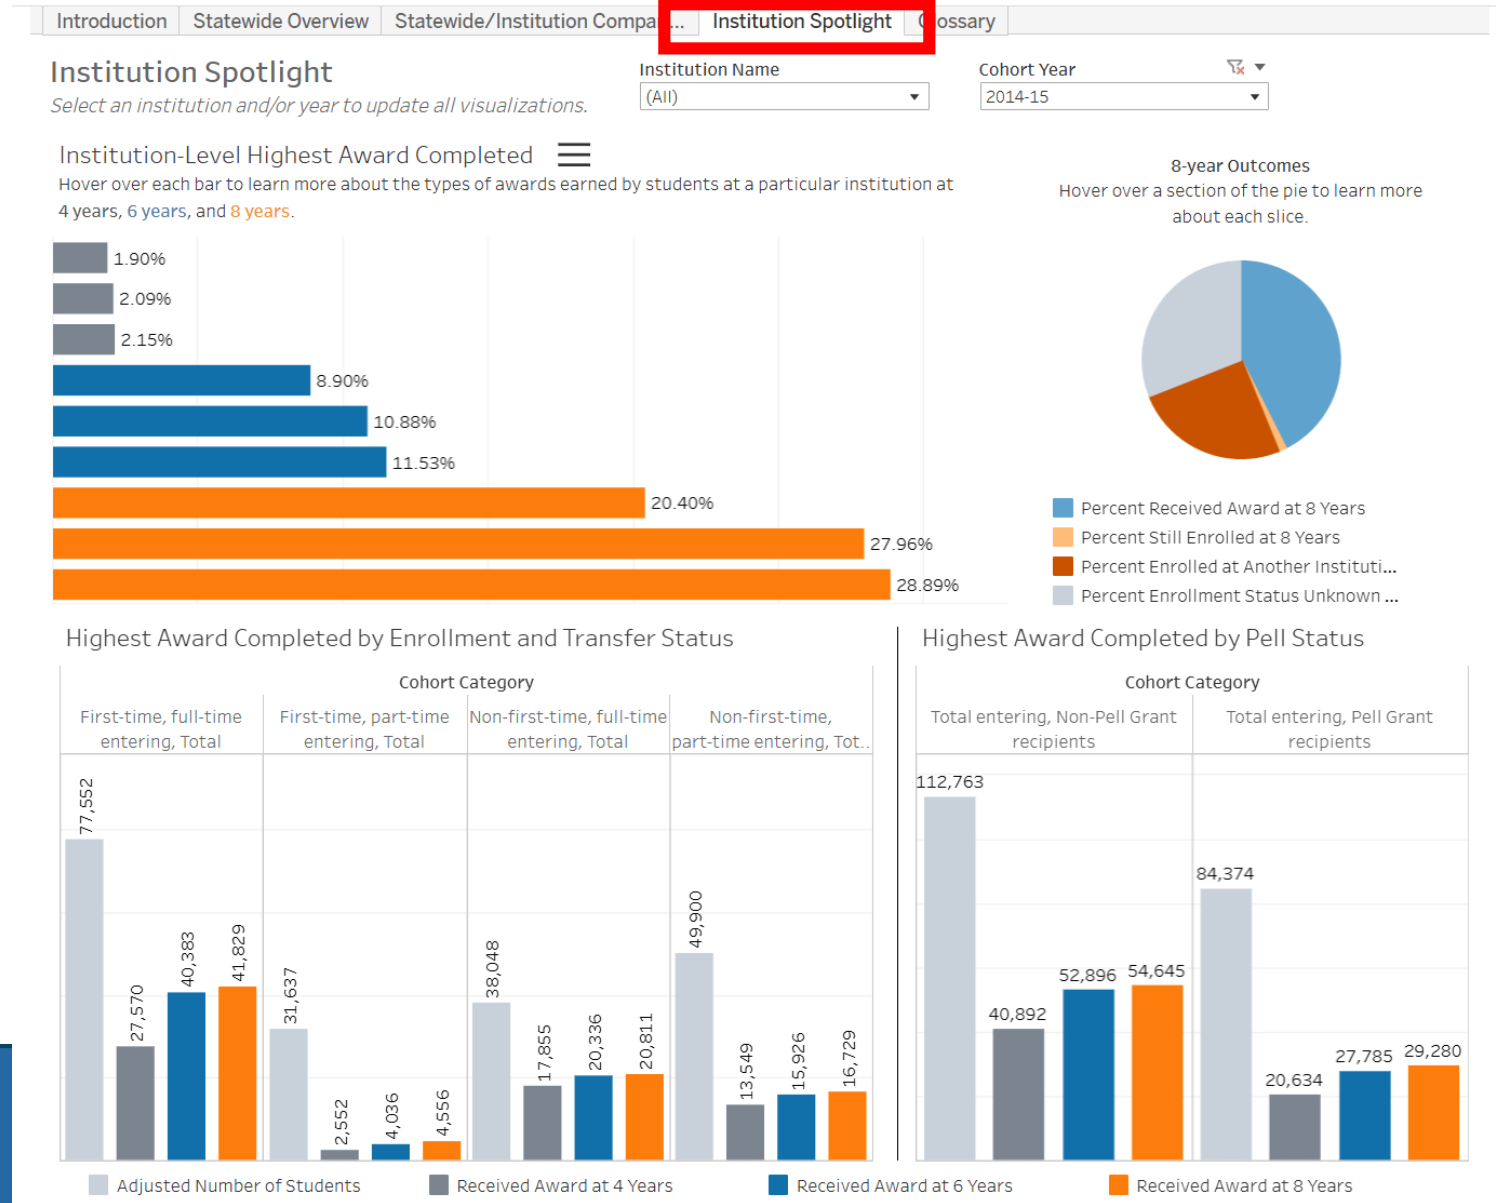 Introduction
Statewide Overview
Statewide/Institution Compar...
Institution Spotlight
Glossary
Institution Spotlight
Select an institution and/or year to update all visualizations.
Institution Name
(All)
Cohort Year
2014-15
Institution-Level Highest Award Completed
Hover over each bar to learn more about the types of awards earned by students at a particular institution at
4 years, 6 years, and 8 years.
1.90%
2.09%
2.15%
8.90%
10.88%
11.53%
20.40%
27.96%
28.89%
8-year Outcomes
Hover over a section of the pie to learn more
about each slice.
Percent Received Award at 8 Years
Percent Still Enrolled at 8 Years
Percent Enrolled at Another Instituti...
Percent Enrollment Status Unknown ...
Highest Award Completed by Enrollment and Transfer Status
Cohort Category
First-time, full-time
entering, Total
First-time, part-time
entering, Total
Non-first-time, full-time
entering, Total
Non-first-time,
part-time entering, Tot..
77,552
27,570
40,383
41,829
31,637
2,552
4,036
4,556
38,048
17,855
20,336
20,811
49,900
13,549
15,926
16,729
Highest Award Completed by Pell Status
Cohort Category
Total entering, Non-Pell Grant
recipients
Total entering, Pell Grant
recipients
112,763
40,892
52,896
54,645
84,374
20,634
27,785
29,280
Adjusted Number of Students
Received Award at 4 Years
Received Award at 6 Years
Received Award at 8 Years